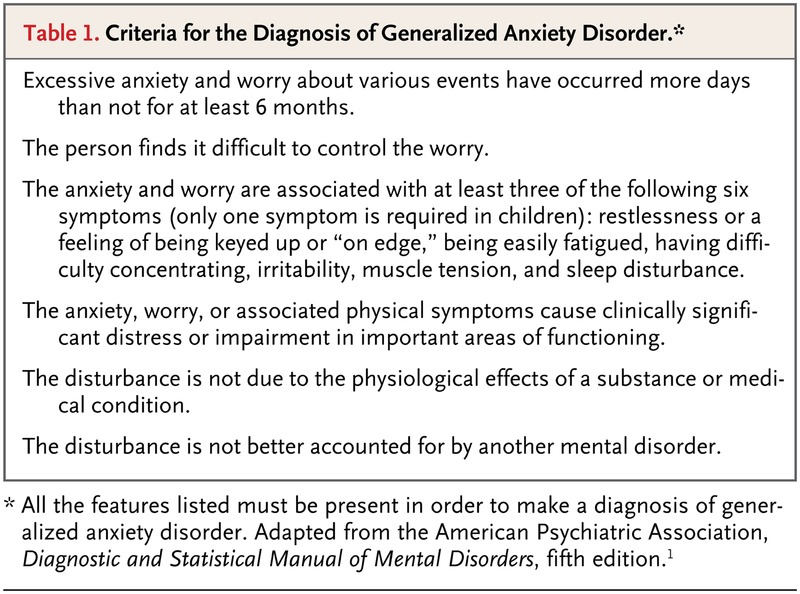 Table 1. Criteria for the Diagnosis of Generalized Anxiety Disorder.*
Excessive anxiety and worry about various events have occurred more days
than not for at least 6 months.
The person finds it difficult to control the worry.
The anxiety and worry are associated with at least three of the following six
symptoms (only one symptom is required in children): restlessness or a
feeling of being keyed up or “on edge,” being easily fatigued, having diffi-
culty concentrating, irritability, muscle tension, and sleep disturbance.
The anxiety, worry, or associated physical symptoms cause clinically signifi-
cant distress or impairment in important areas of functioning.
The disturbance is not due to the physiological effects of a substance or medi-
cal condition.
The disturbance is not better accounted for by another mental disorder.
* All the features listed must be present in order to make a diagnosis of gener-
alized anxiety disorder. Adapted from the American Psychiatric Association,
Diagnostic and Statistical Manual of Mental Disorders, fifth edition.1